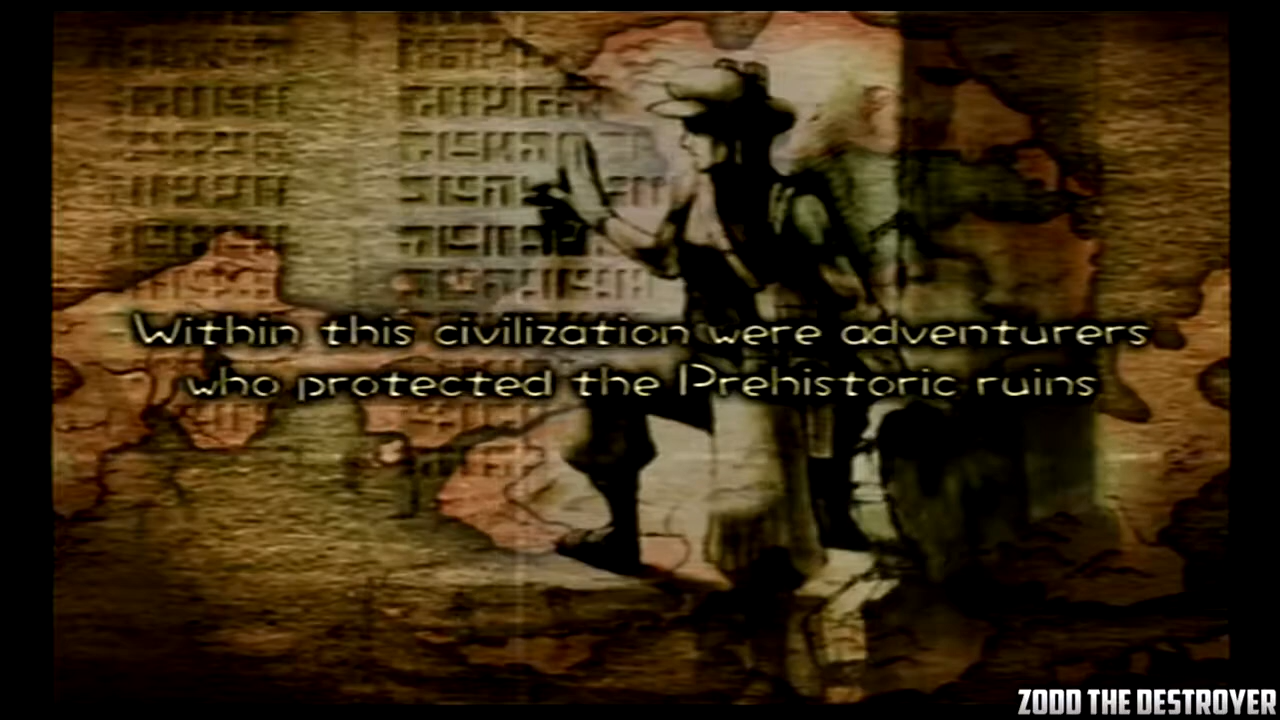 Within this civilization were adventurers
who protected the Prehistoric ruins
ZODD THE DESTROYER